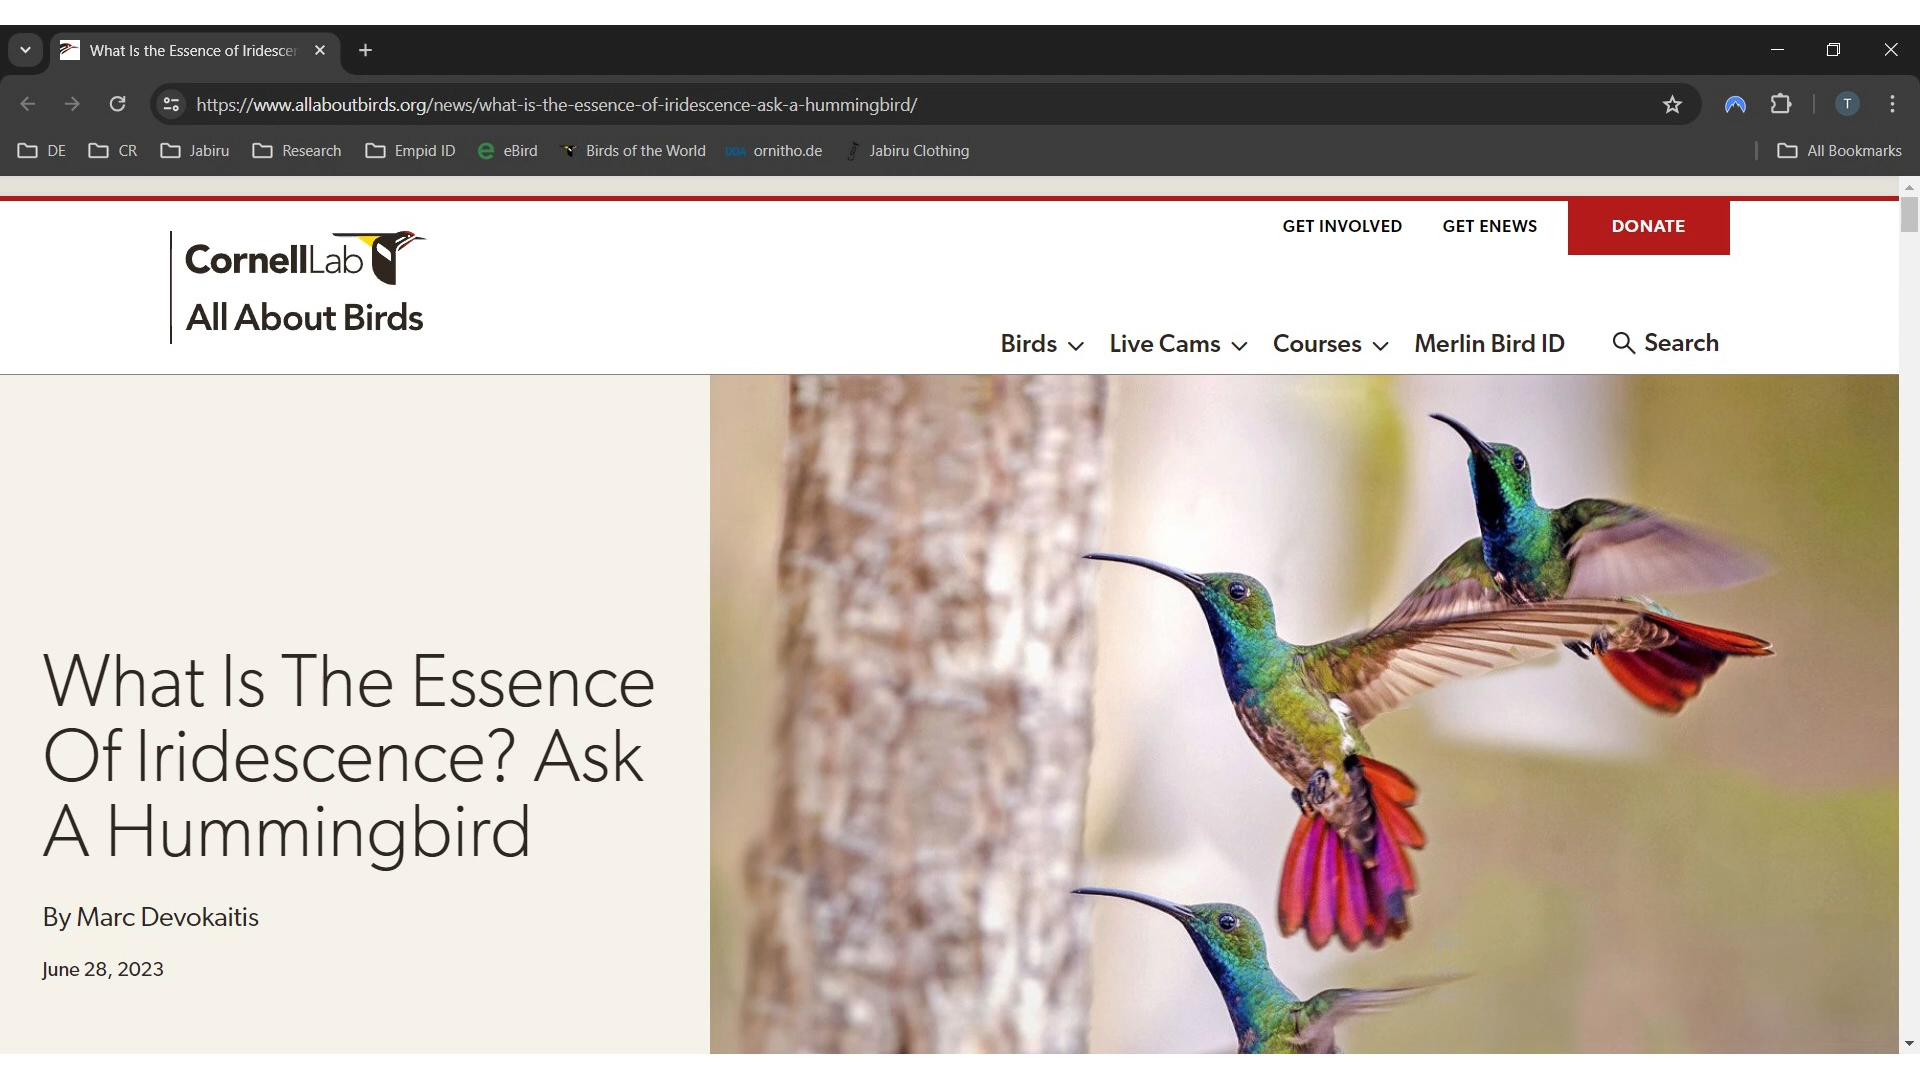 What Is the Essence of Iridescen
https://www.allaboutbirds.org/news/what-is-the-essence-of-iridescence-ask-a-hummingbird/
T
DE CR Jabiru Research Empid ID eBird Birds of the World ornitho.de Jabiru Clothing All Bookmarks
GET INVOLVED GET ENEWS DONATE
CornellLab
All About Birds
Birds Live Cams Courses Merlin Bird ID Search
What Is The Essence
Of Iridescence? Ask
A Hummingbird
By Marc Devokaitis
June 28, 2023